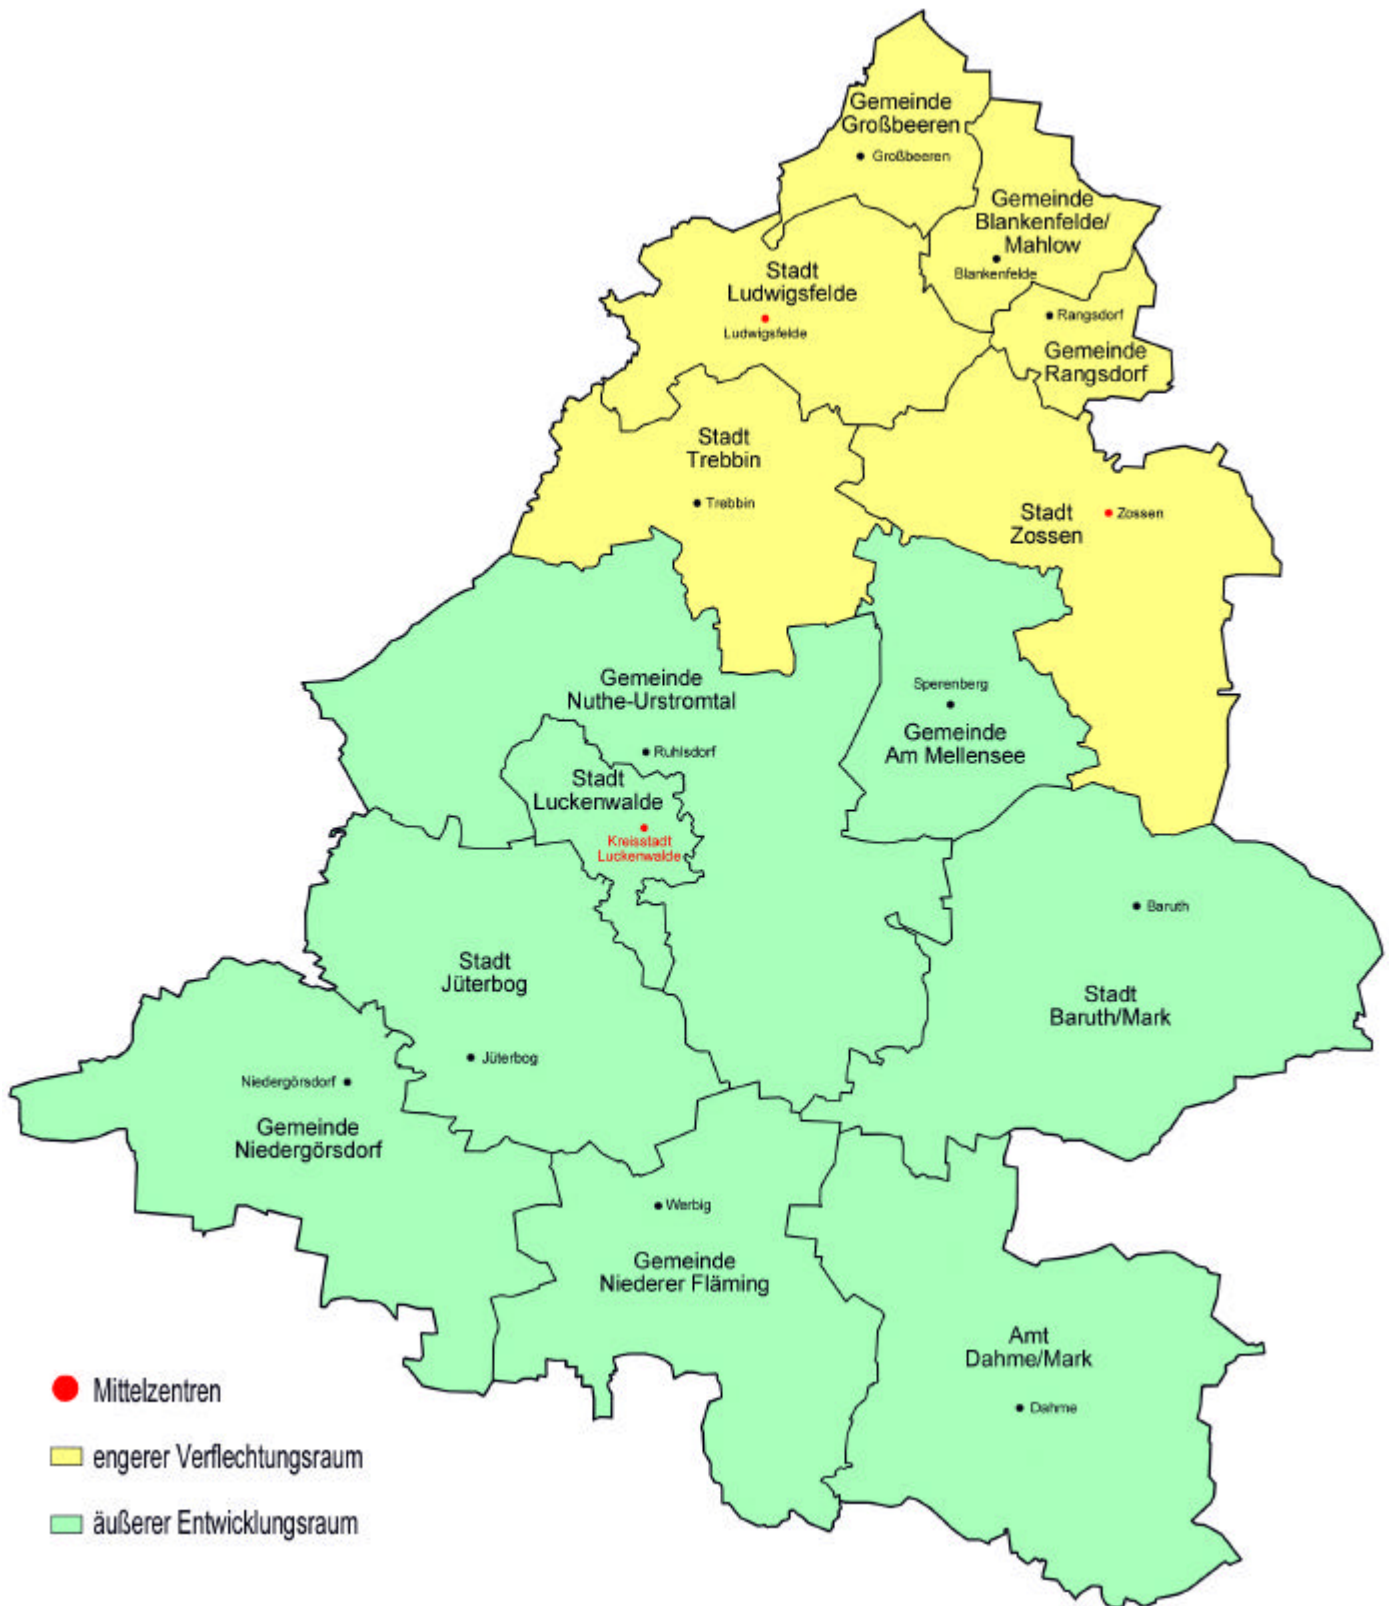 Gemeinde
Großbeeren
Großbeeren
Gemeinde
Blankenfelde/
Mahlow
Blankenfelde
Stadt
Ludwigsfelde
Ludwigsfelde
Rangsdorf
Gemeinde
Rangsdorf
Stadt
Trebbin
Trebbin
Stadt
Zossen
Zossen
Gemeinde
Nuthe-Urstromtal
Ruhlsdorf
Sperenberg
Gemeinde
Am Mellensee
Stadt
Luckenwalde
Kreisstadt
Luckenwalde
Baruth
Stadt
Baruth/Mark
Stadt
Jüterbog
Jüterbog
Niedergörsdorf
Gemeinde
Niedergörsdorf
Werbig
Gemeinde
Niederer Fläming
Amt
Dahme/Mark
Dahme
Mittelzentren
engerer Verflechtungsraum
äußerer Entwicklungsraum